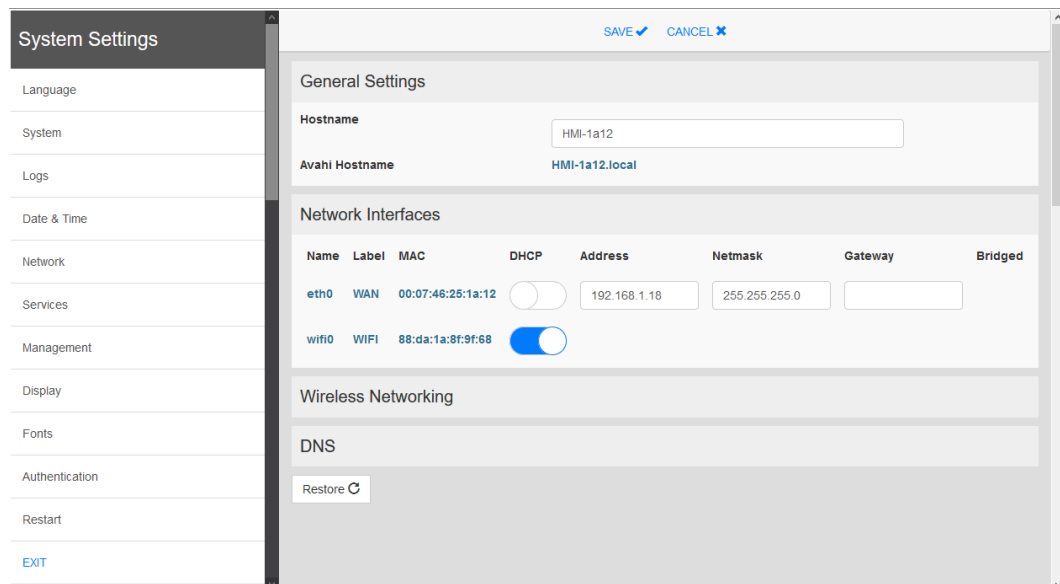 System Settings
Language
System
Logs
Date & Time
Network
Services
Management
Display
Fonts
Authentication
Restart
EXIT
SAVE CANCEL
General Settings
Hostname HMI-1a12
Avahi Hostname HMI-1a12.local
Network Interfaces
Name Label MAC DHCP Address Netmask Gateway Bridged
eth0 WAN 00:07:46:25:1a:12 192.168.1.18 255.255.255.0
wifi0 WIFI 88:da:1a:8f:9f:68
Wireless Networking
DNS
Restore